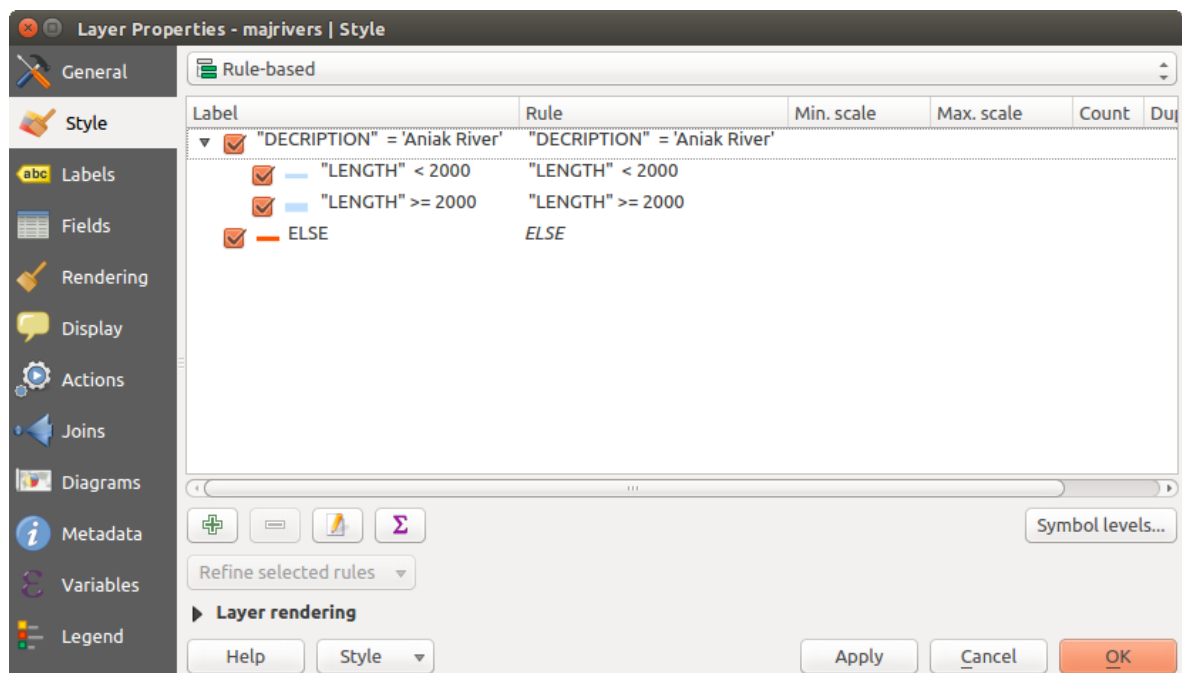 Layer Properties - majrivers | Style
General
Style
Labels
Fields
Rendering
Display
Actions
Joins
Diagrams
Metadata
Variables
Legend
Rule-based
Label Rule Min. scale Max. scale Count Du
"DECRIPTION" = 'Aniak River' "DECRIPTION" = 'Aniak River'
"LENGTH" < 2000 "LENGTH" < 2000
"LENGTH" >= 2000 "LENGTH" >= 2000
ELSE ELSE
Symbol levels...
Refine selected rules
Layer rendering
Help Style Apply Cancel OK
abc